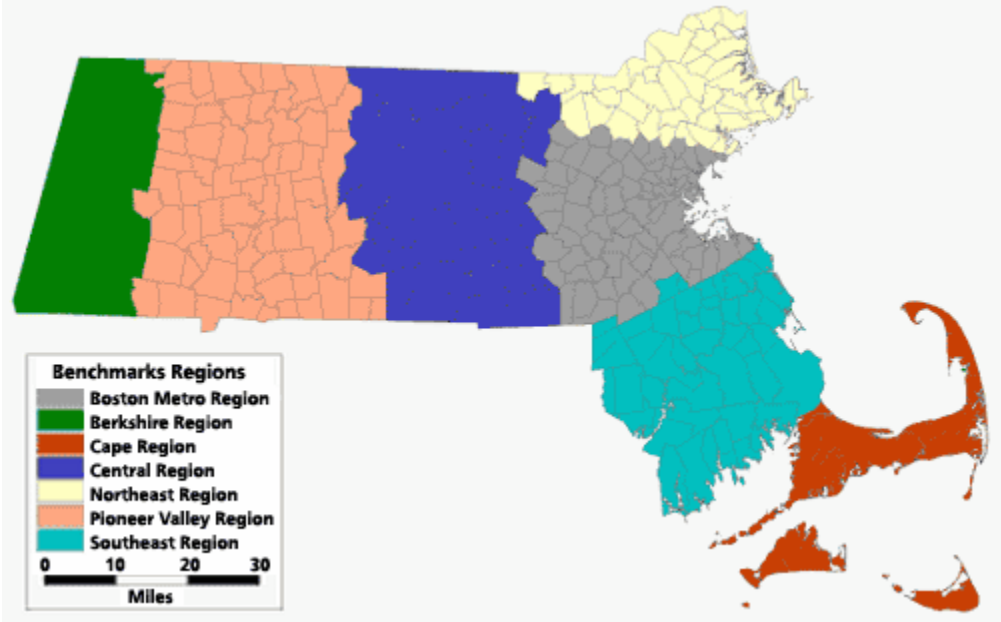 Benchmarks Regions
Boston Metro Region
Berkshire Region
Cape Region
Central Region
Northeast Region
Pioneer Valley Region
Southeast Region
0 10 20 30
Miles